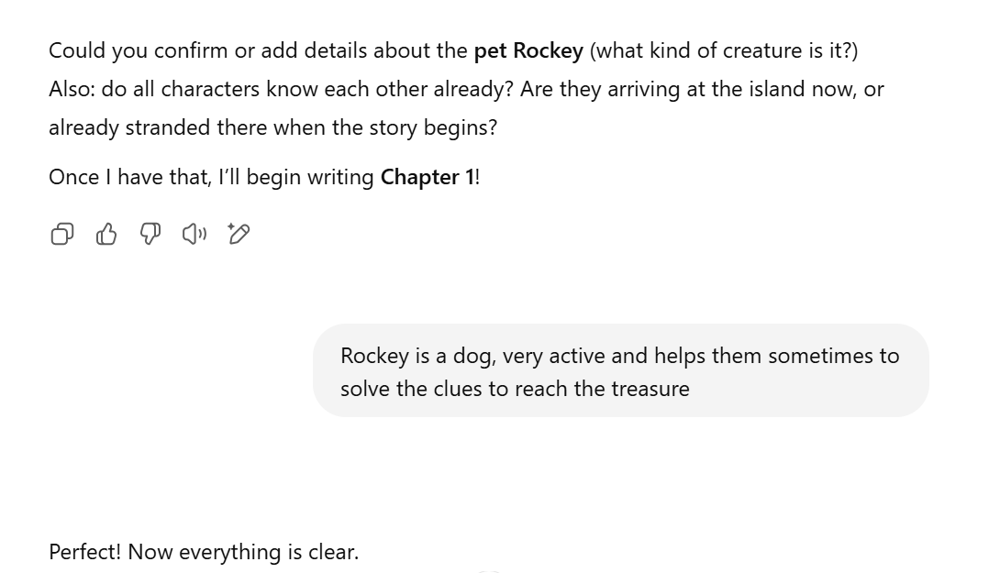 Could you confirm or add details about the pet Rockey (what kind of creature is it?)
Also: do all characters know each other already? Are they arriving at the island now, or
already stranded there when the story begins?
Once I have that, I’ll begin writing Chapter 1!
Rockey is a dog, very active and helps them sometimes to
solve the clues to reach the treasure
Perfect! Now everything is clear.